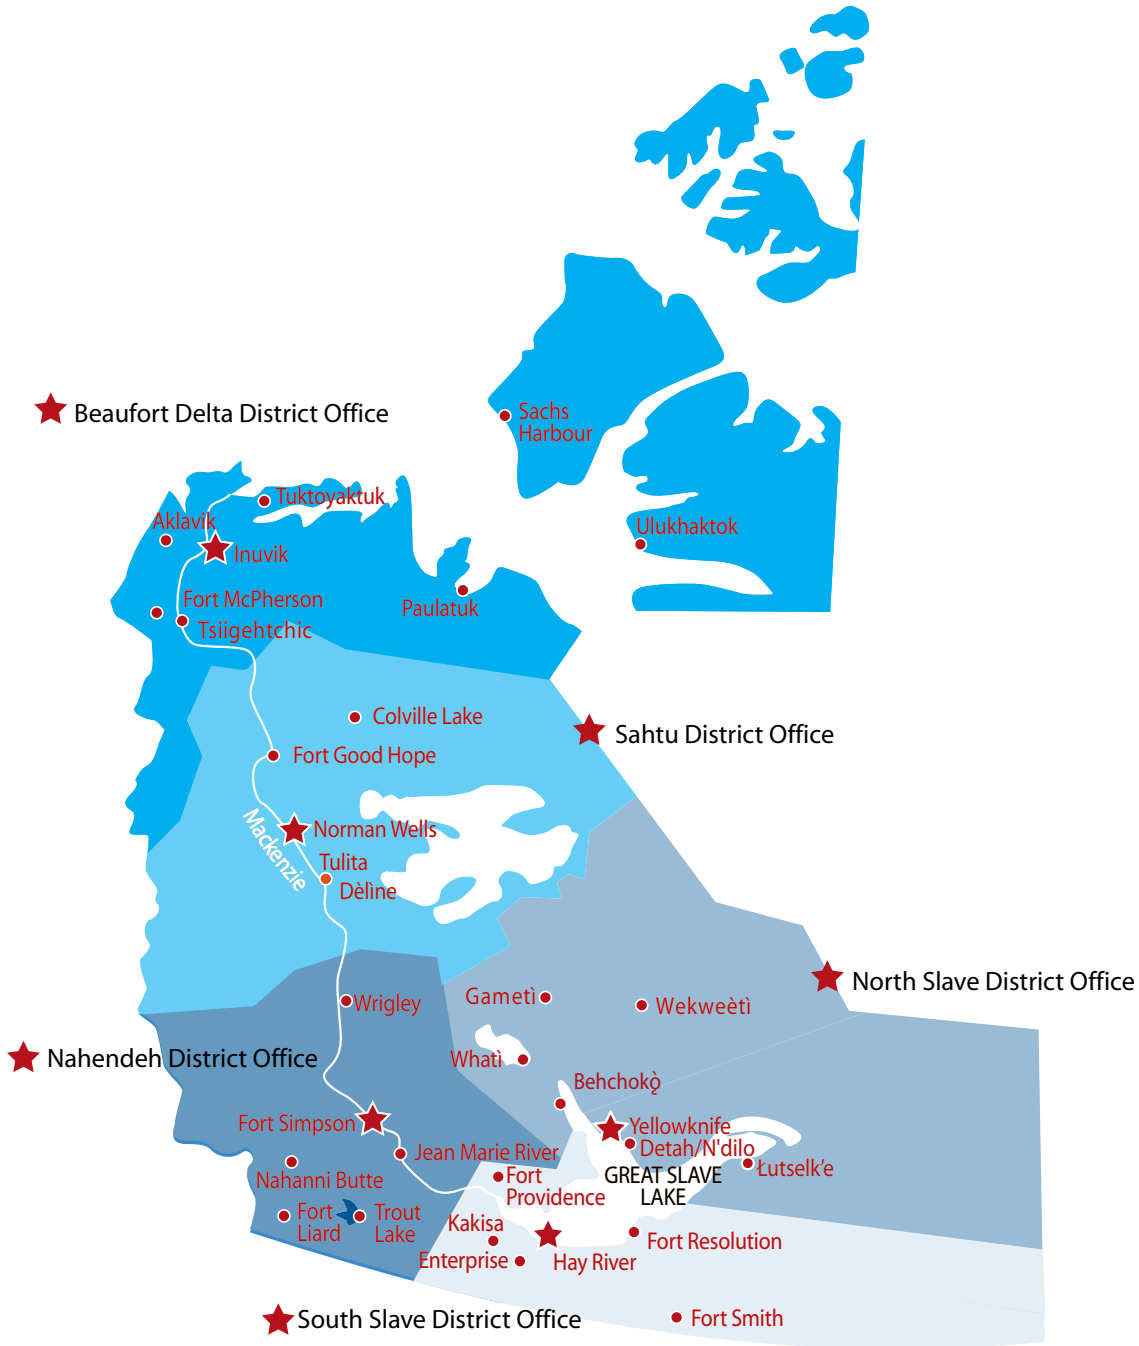 Beaufort Delta District Office
Sachs
Harbour
Tuktoyaktuk
Aklavik
Inuvik
Ulukhaktok
Fort McPherson
Paulatuk
Tsiigehtchic
Colville Lake
Sahtu District Office
Fort Good Hope
Mackenzie
Norman Wells
Tulita
Dèlìne
North Slave District Office
Gametì
Wekweètì
Wrigley
Nahendeh District Office
Whatì
Behchokǫ̀
Fort Simpson
Yellowknife
Detah/N'dilo
Jean Marie River
Łutselk’e
Nahanni Butte
Fort
Providence
GREAT SLAVE
LAKE
Fort
Liard
Trout
Lake
Kakisa
Fort Resolution
Enterprise
Hay River
South Slave District Office
Fort Smith